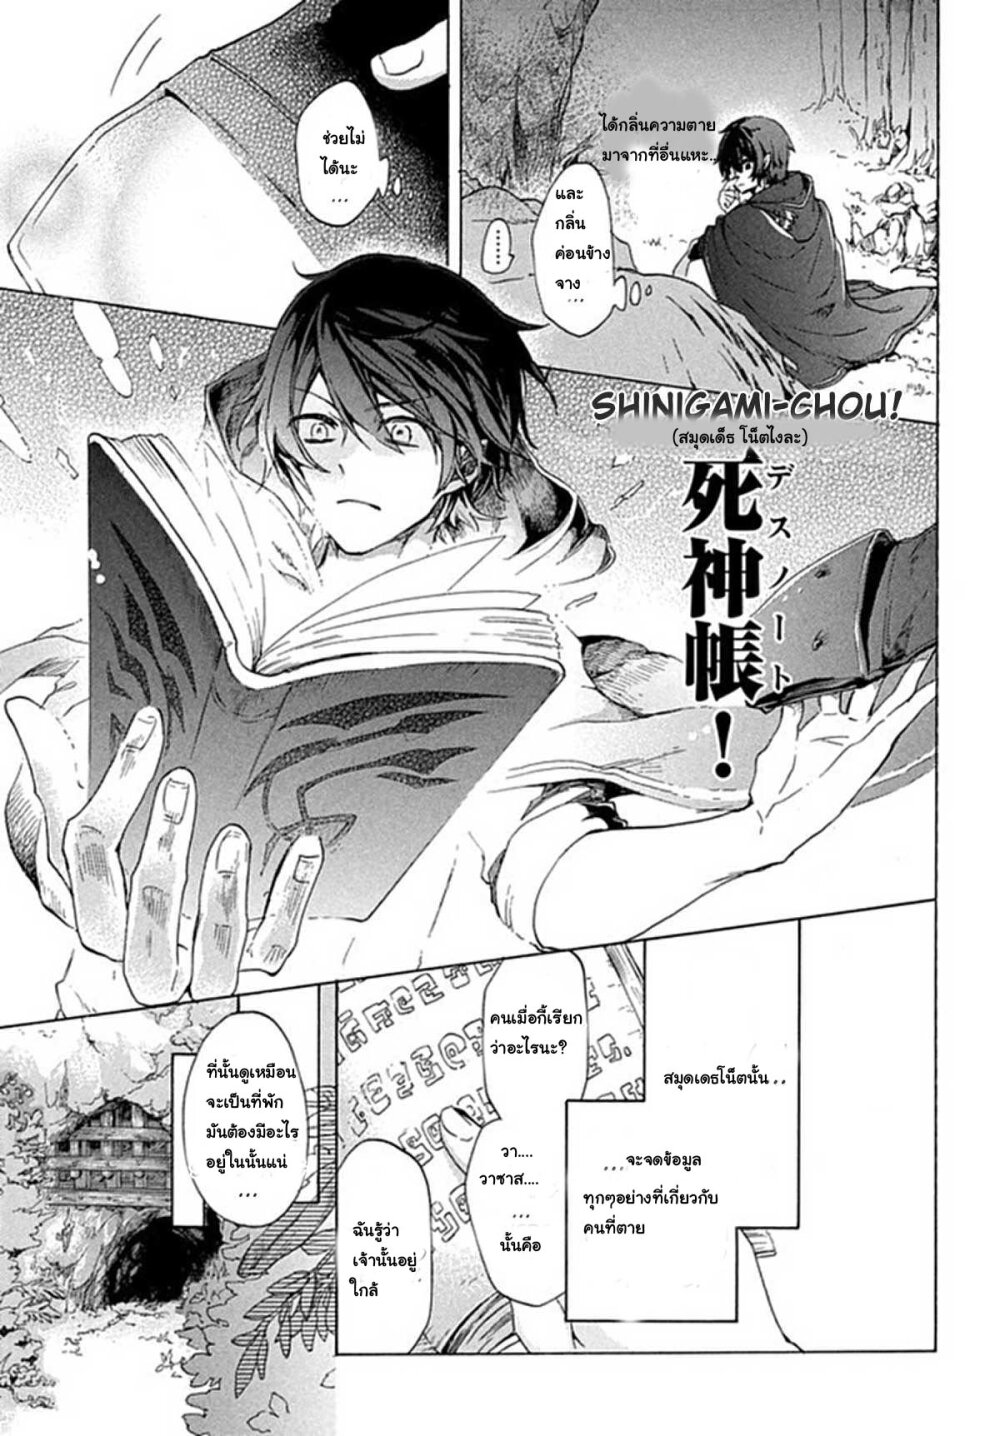 ได้กลิ่นความตาย
มาจากที่อื่นแหะ..
และ
กลิ่น
ค่อนข้าง
จาง
...
......
ช่วยไม่
ได้นะ
...
SHINIGAMI-CHOU!
(สมุดเด็ธ โน็ตไงละ)
死神帳！
デスノート
สมุดเดธโน็ตนั้น ..
...จะจดข้อมูล
ทุกๆอย่างที่เกี่ยวกับ
คนที่ตาย
คนเมื่อกี้เรียก
ว่าอะไรนะ?
วา....
วาซาส....
...
นั้นคือ
ฉันรู้ว่า
เจ้านั้นอยู่
ใกล้
ที่นั้นดูเหมือน
จะเป็นที่พัก
มันต้องมีอะไร
อยู่ในนั้นแน่
...